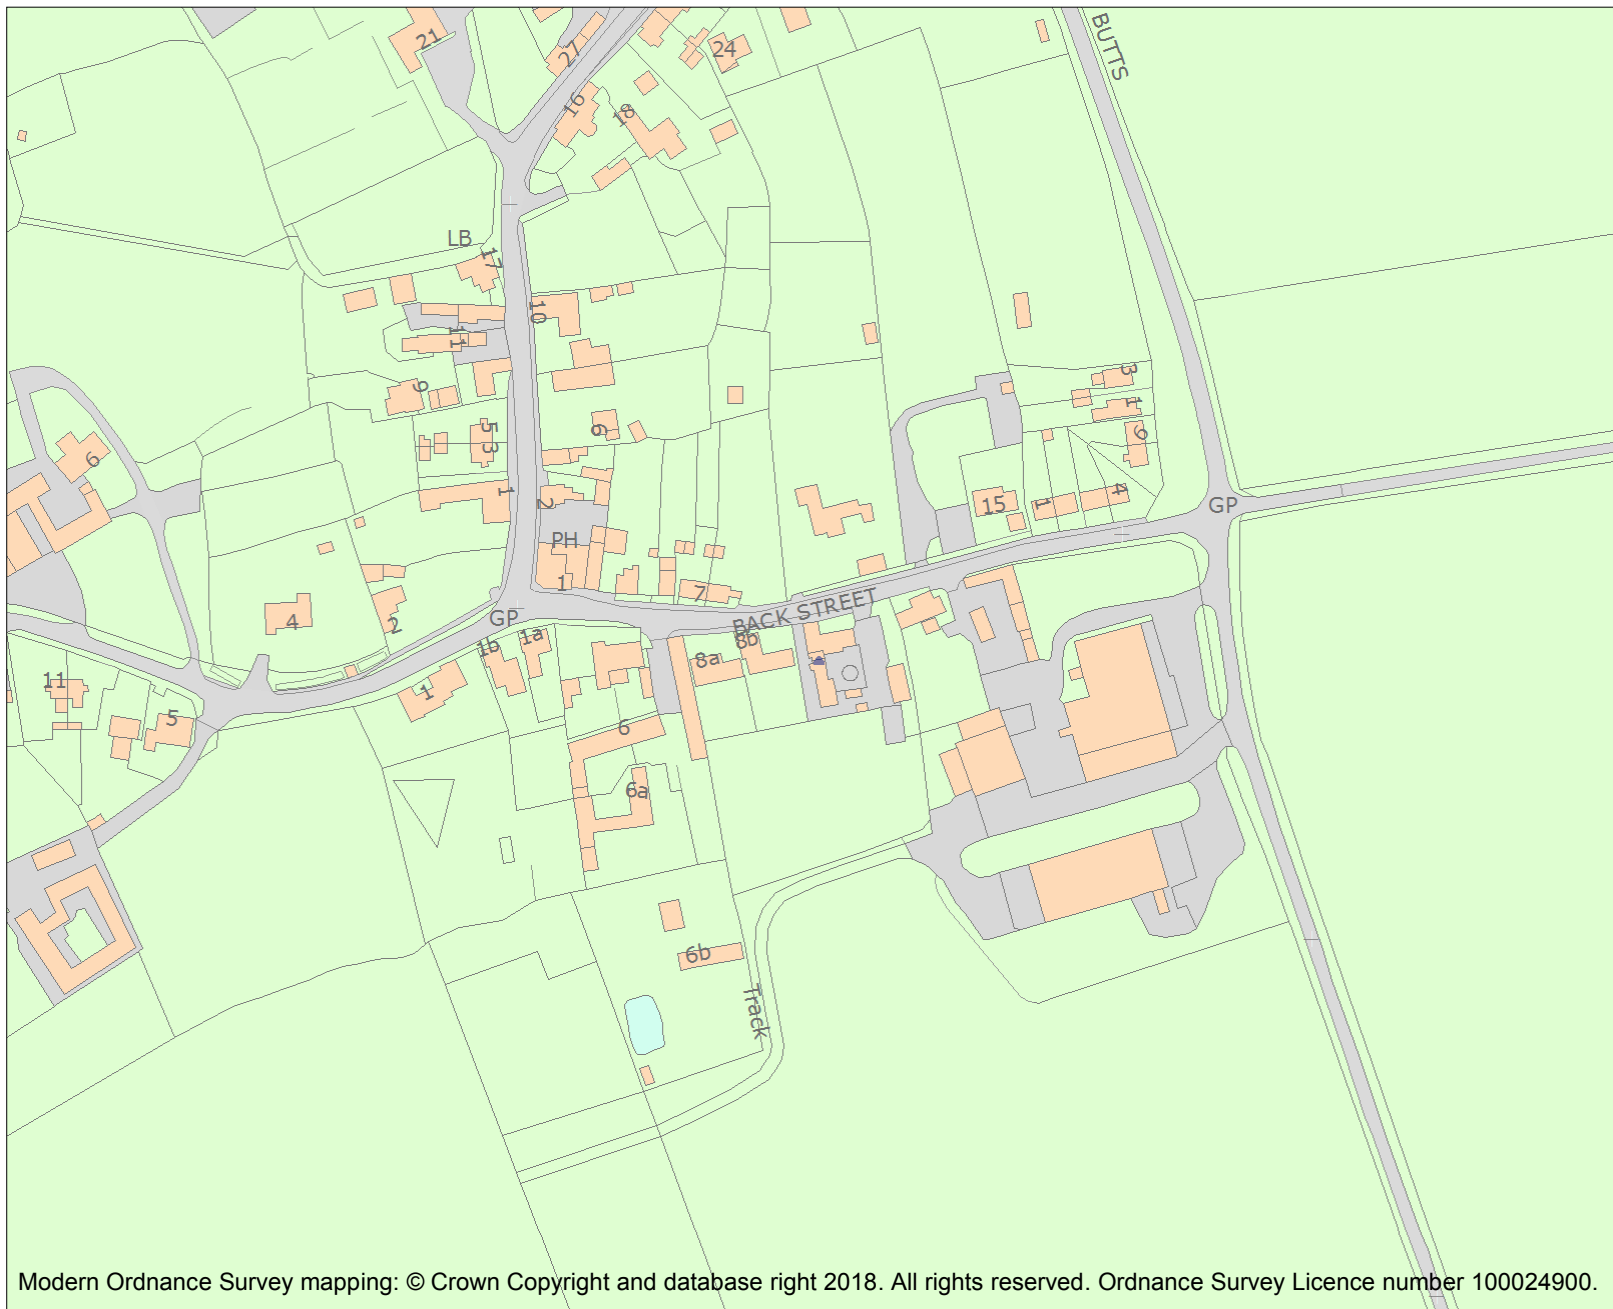 21
27
24
BUTTS
16
18
LB
17
10
11
9
3
1
5
3
6
9
6
1
2
4
1
15
GP
PH
1
7
BACK STREET
4
2
GP
1b
1a
8b
8a
11
1
5
6
6a
6b
Track
Modern Ordnance Survey mapping: © Crown Copyright and database right 2018. All rights reserved. Ordnance Survey Licence number 100024900.